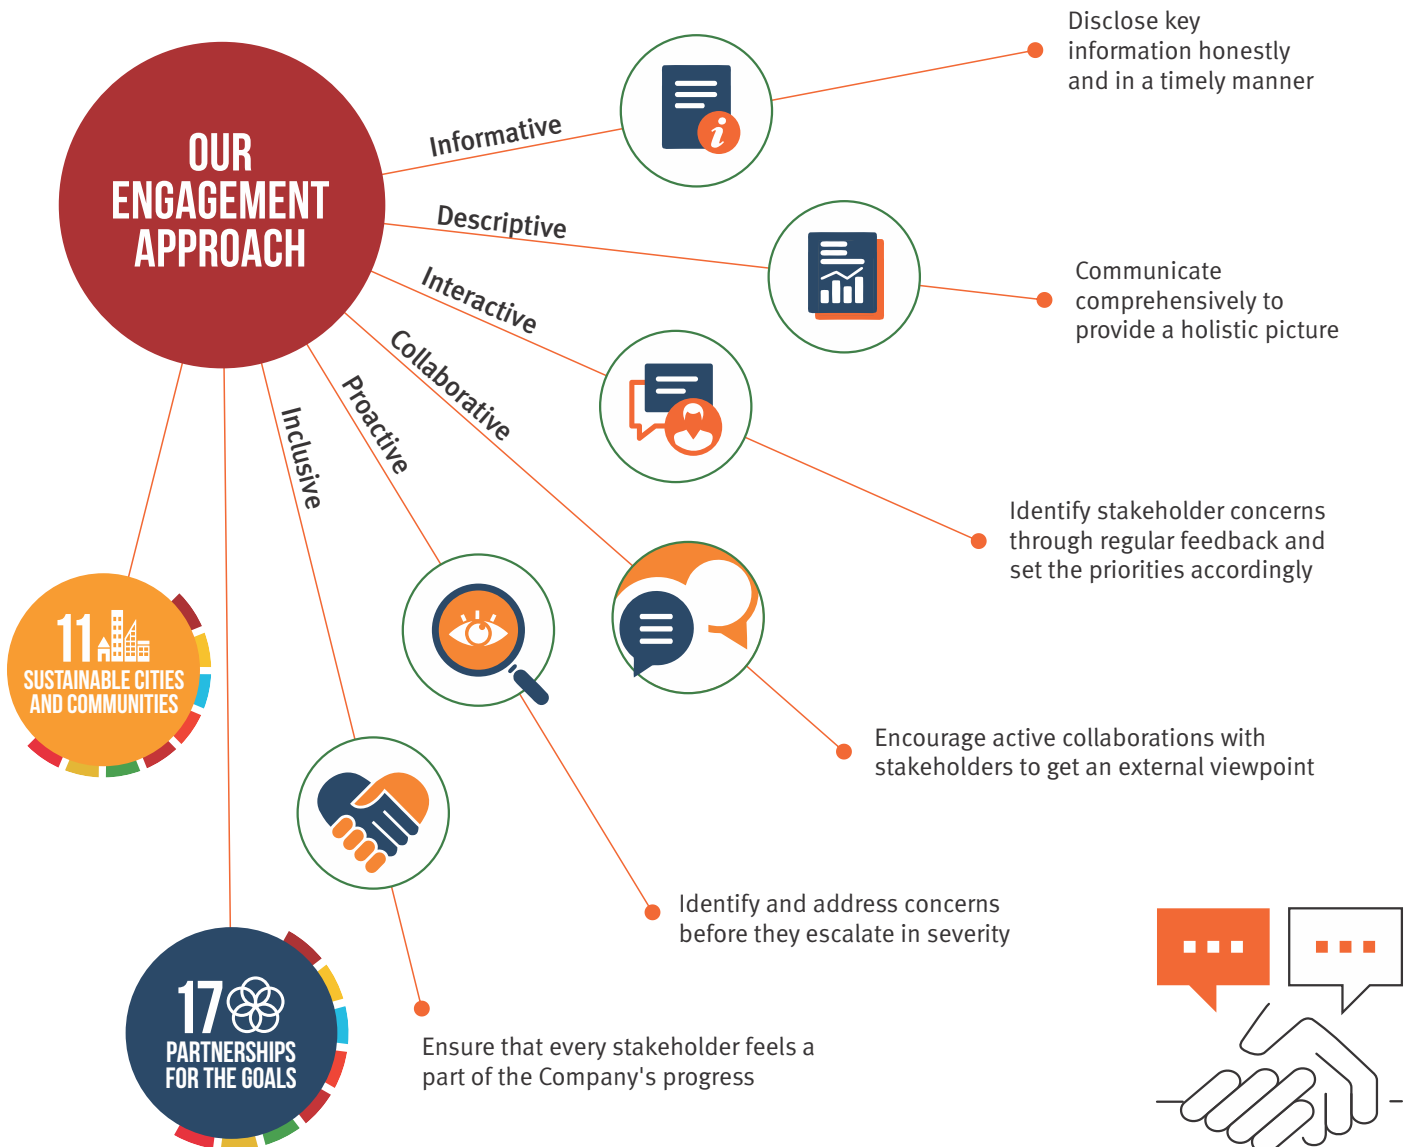 OUR
ENGAGEMENT
APPROACH
Informative
Disclose key
information honestly
and in a timely manner
Descriptive
Communicate
comprehensively to
provide a holistic picture
Interactive
Identify stakeholder concerns
through regular feedback and
set the priorities accordingly
Collaborative
Encourage active collaborations with
stakeholders to get an external viewpoint
Proactive
Identify and address concerns
before they escalate in severity
Inclusive
Ensure that every stakeholder feels a
part of the Company's progress
11
SUSTAINABLE CITIES
AND COMMUNITIES
17
PARTNERSHIPS
FOR THE GOALS